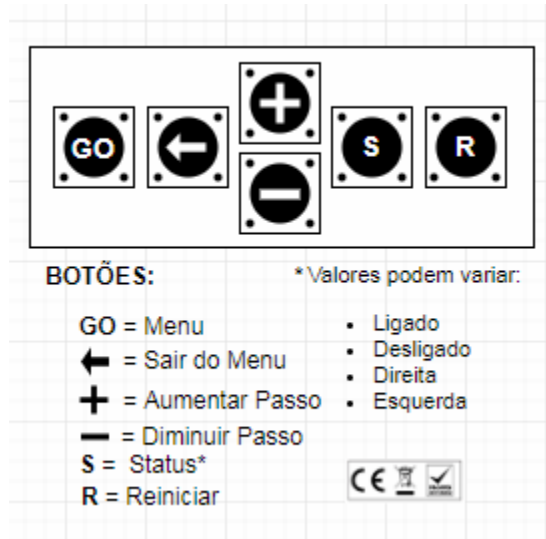 GO
S
R
BOTÕES:
* Valores podem variar:
GO = Menu
= Sair do Menu
+ = Aumentar Passo
– = Diminuir Passo
S = Status*
R = Reiniciar
• Ligado
• Desligado
• Direita
• Esquerda
CE